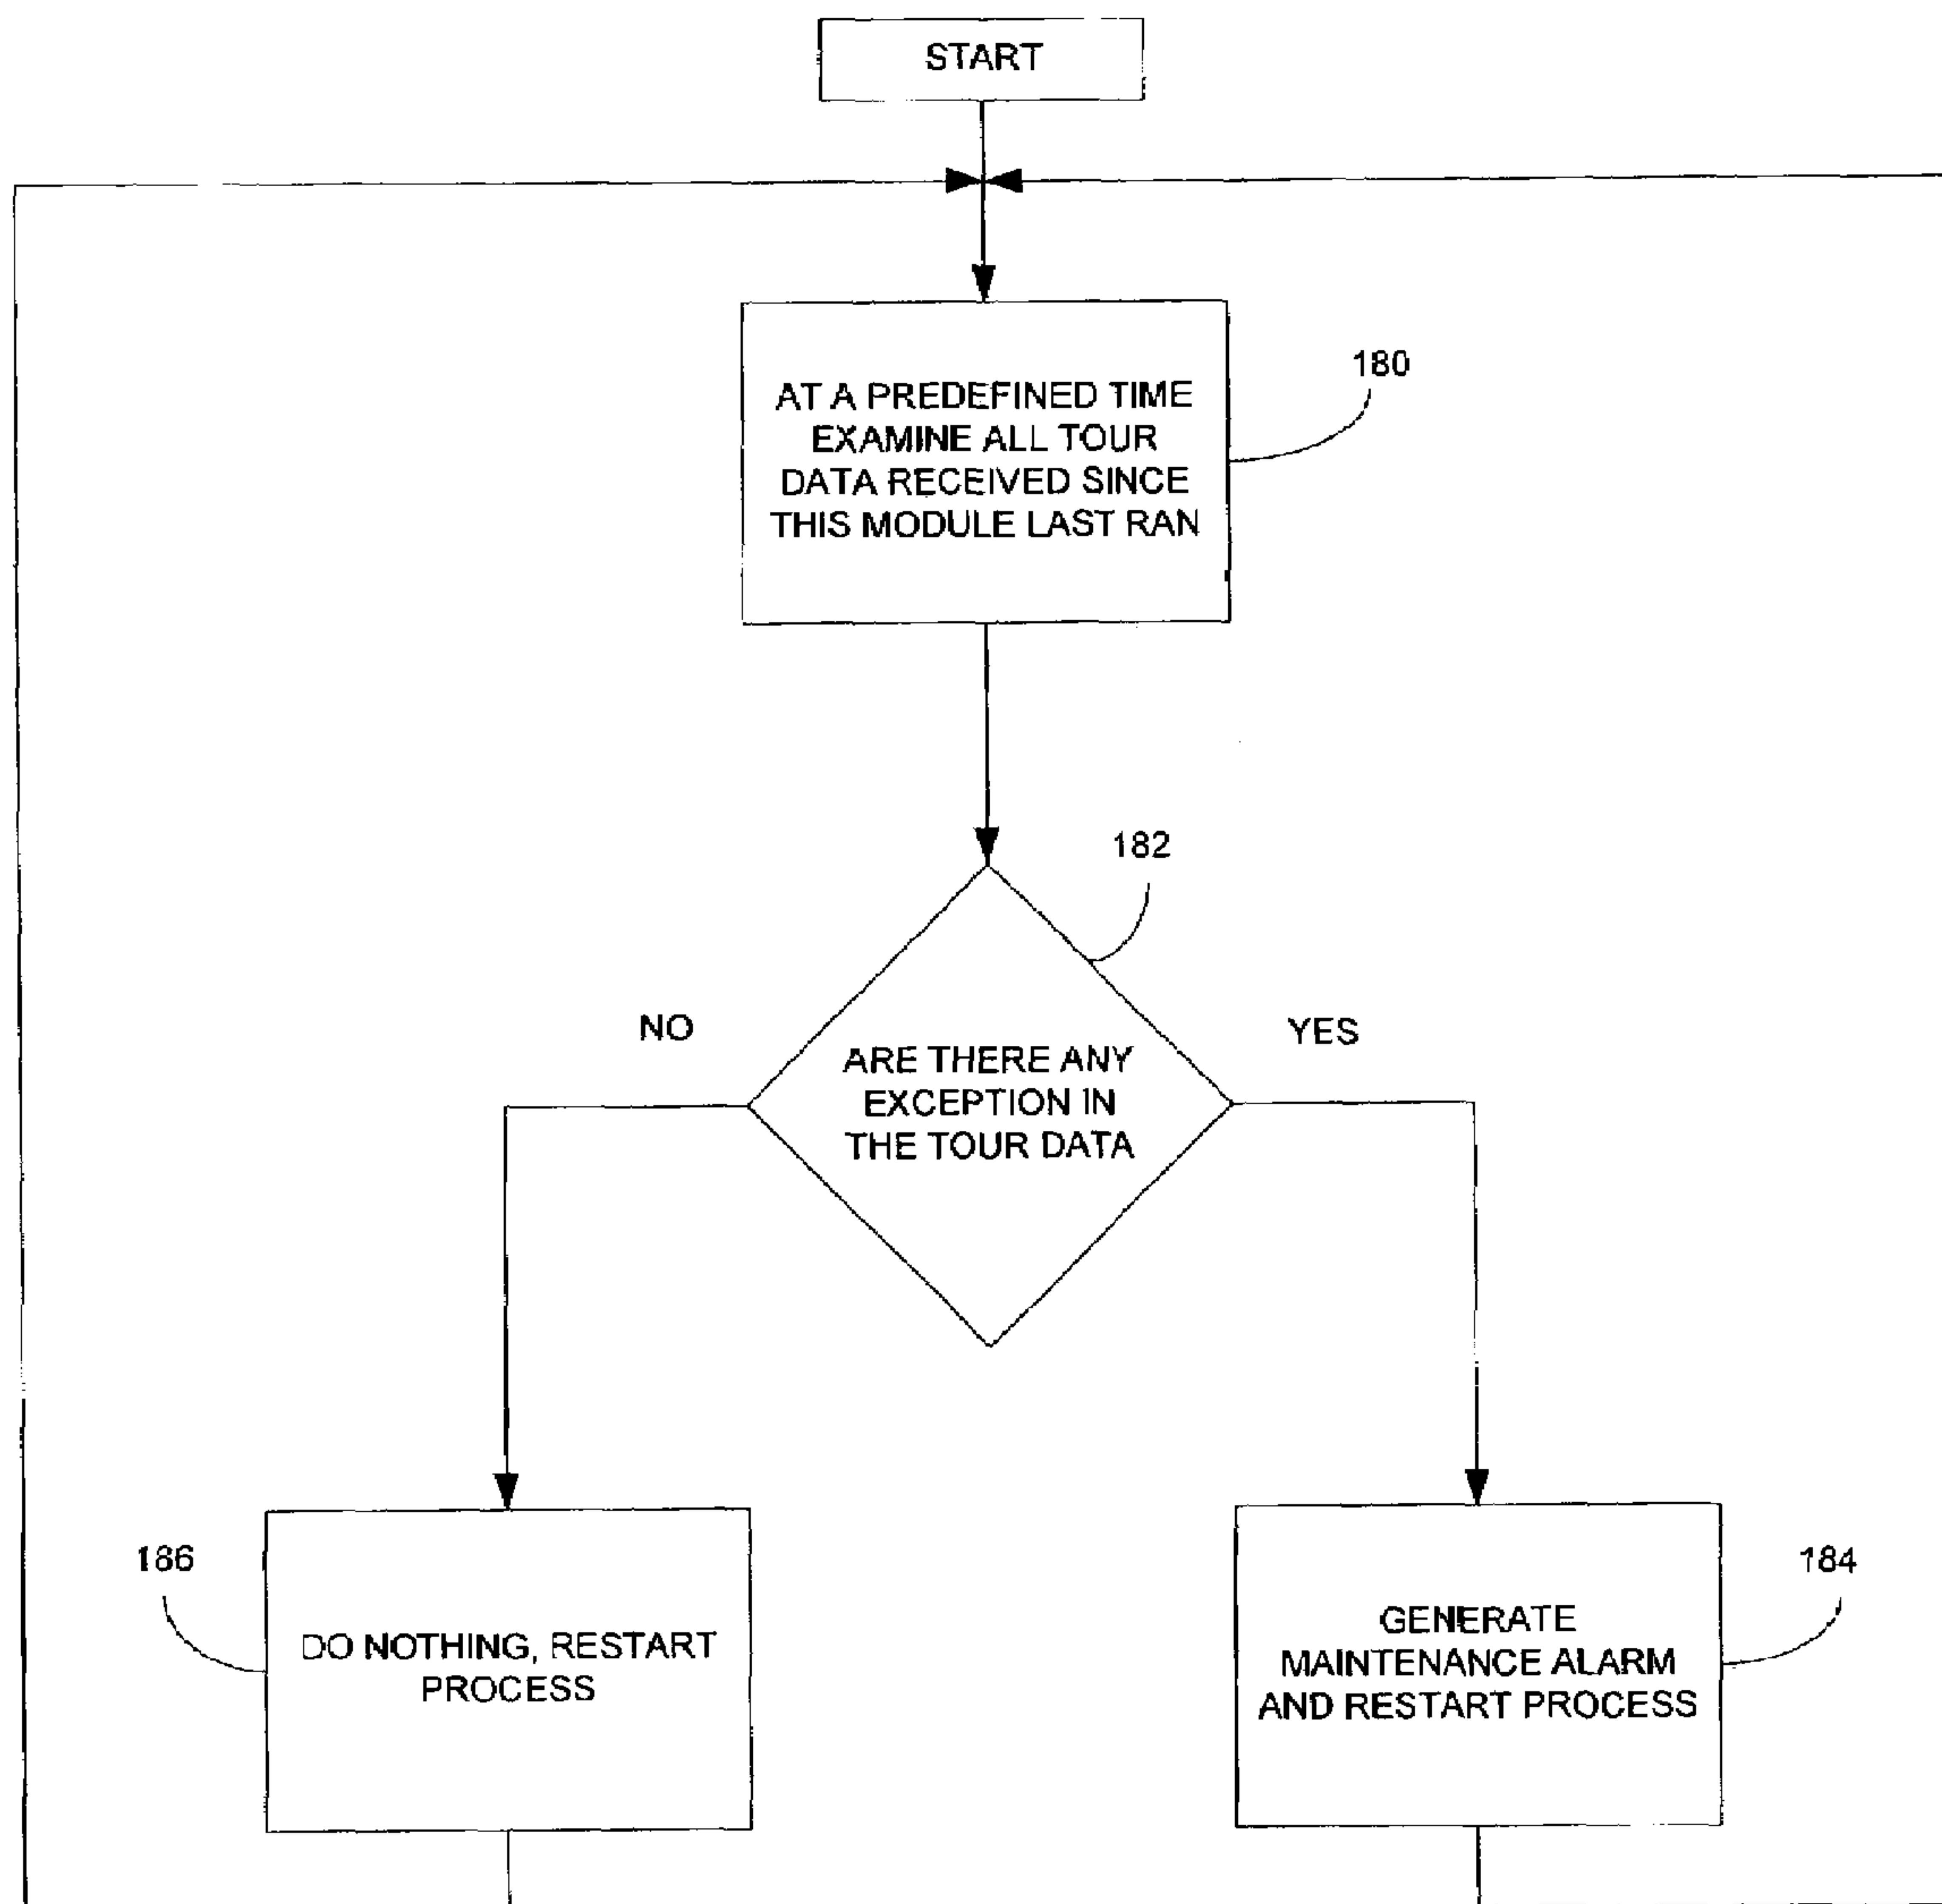 START
180
AT A PREDEFINED TIME
EXAMINE ALL TOUR
DATA RECEIVED SINCE
THIS MODULE LAST RAN
182
NO
YES
ARE THERE ANY
EXCEPTION IN
THE TOUR DATA
186
DO NOTHING, RESTART
PROCESS
184
GENERATE
MAINTENANCE ALARM
AND RESTART PROCESS